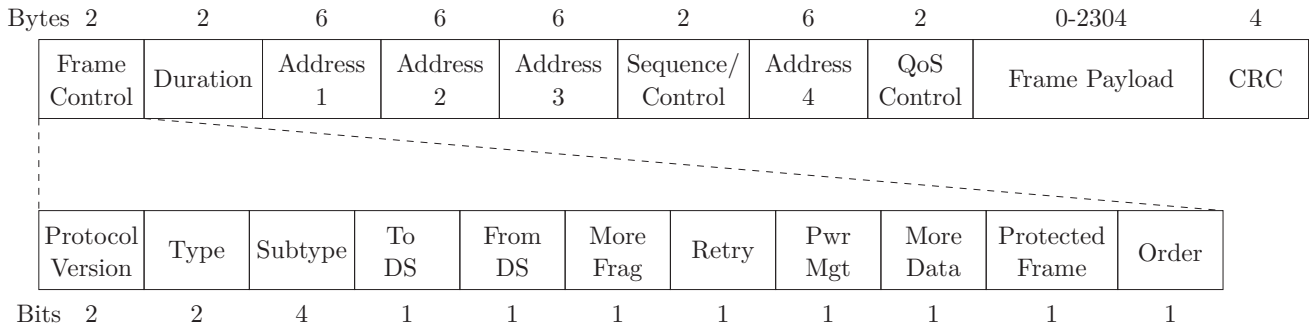 Bytes 2 2 6 6 6 2 6 2 0-2304 4
Frame Duration Address Address Address Sequence/ Address QoS Frame Payload CRC
Control 1 2 3 Control 4 Control
Protocol Type Subtype To From More Retry Pwr More Protected Order
Version DS DS Frag Mgt Data Frame
Bits 2 2 4 1 1 1 1 1 1 1 1